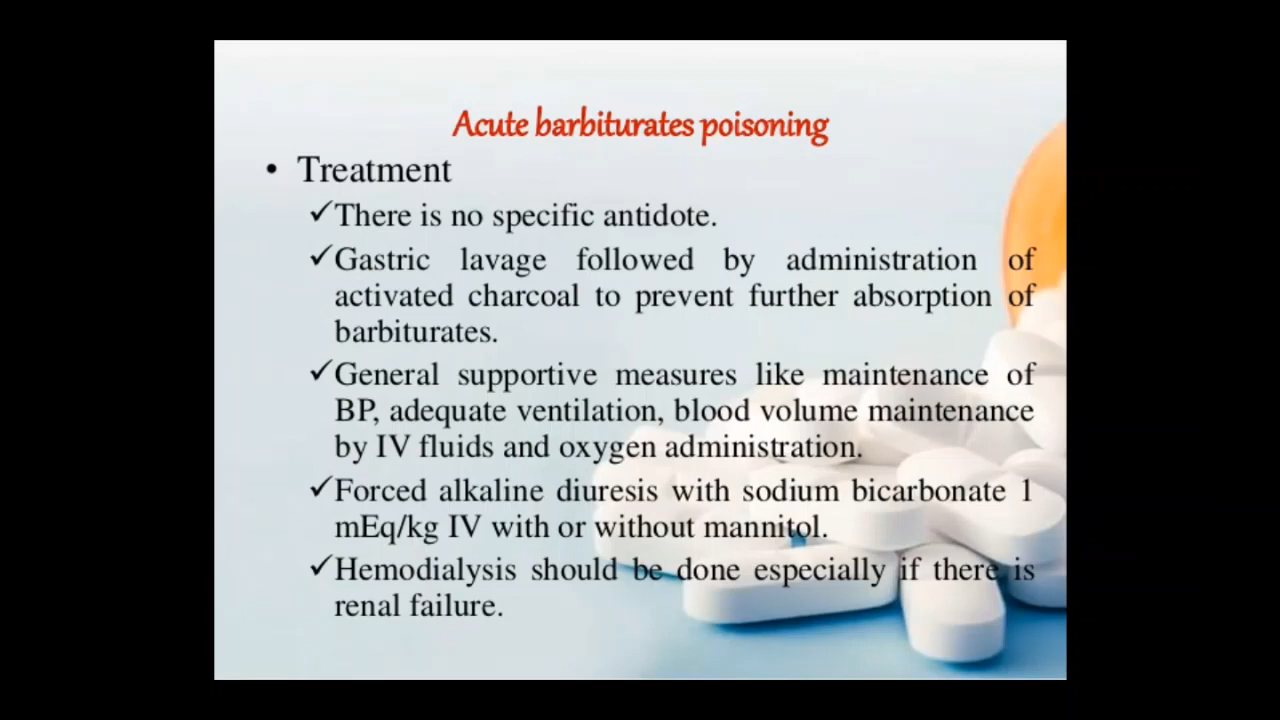 Acute barbiturates poisoning
• Treatment
✓There is no specific antidote.
✓Gastric lavage followed by administration of
activated charcoal to prevent further absorption of
barbiturates.
✓General supportive measures like maintenance of
BP, adequate ventilation, blood volume maintenance
by IV fluids and oxygen administration.
✓Forced alkaline diuresis with sodium bicarbonate 1
mEq/kg IV with or without mannitol.
✓Hemodialysis should be done especially if there is
renal failure.